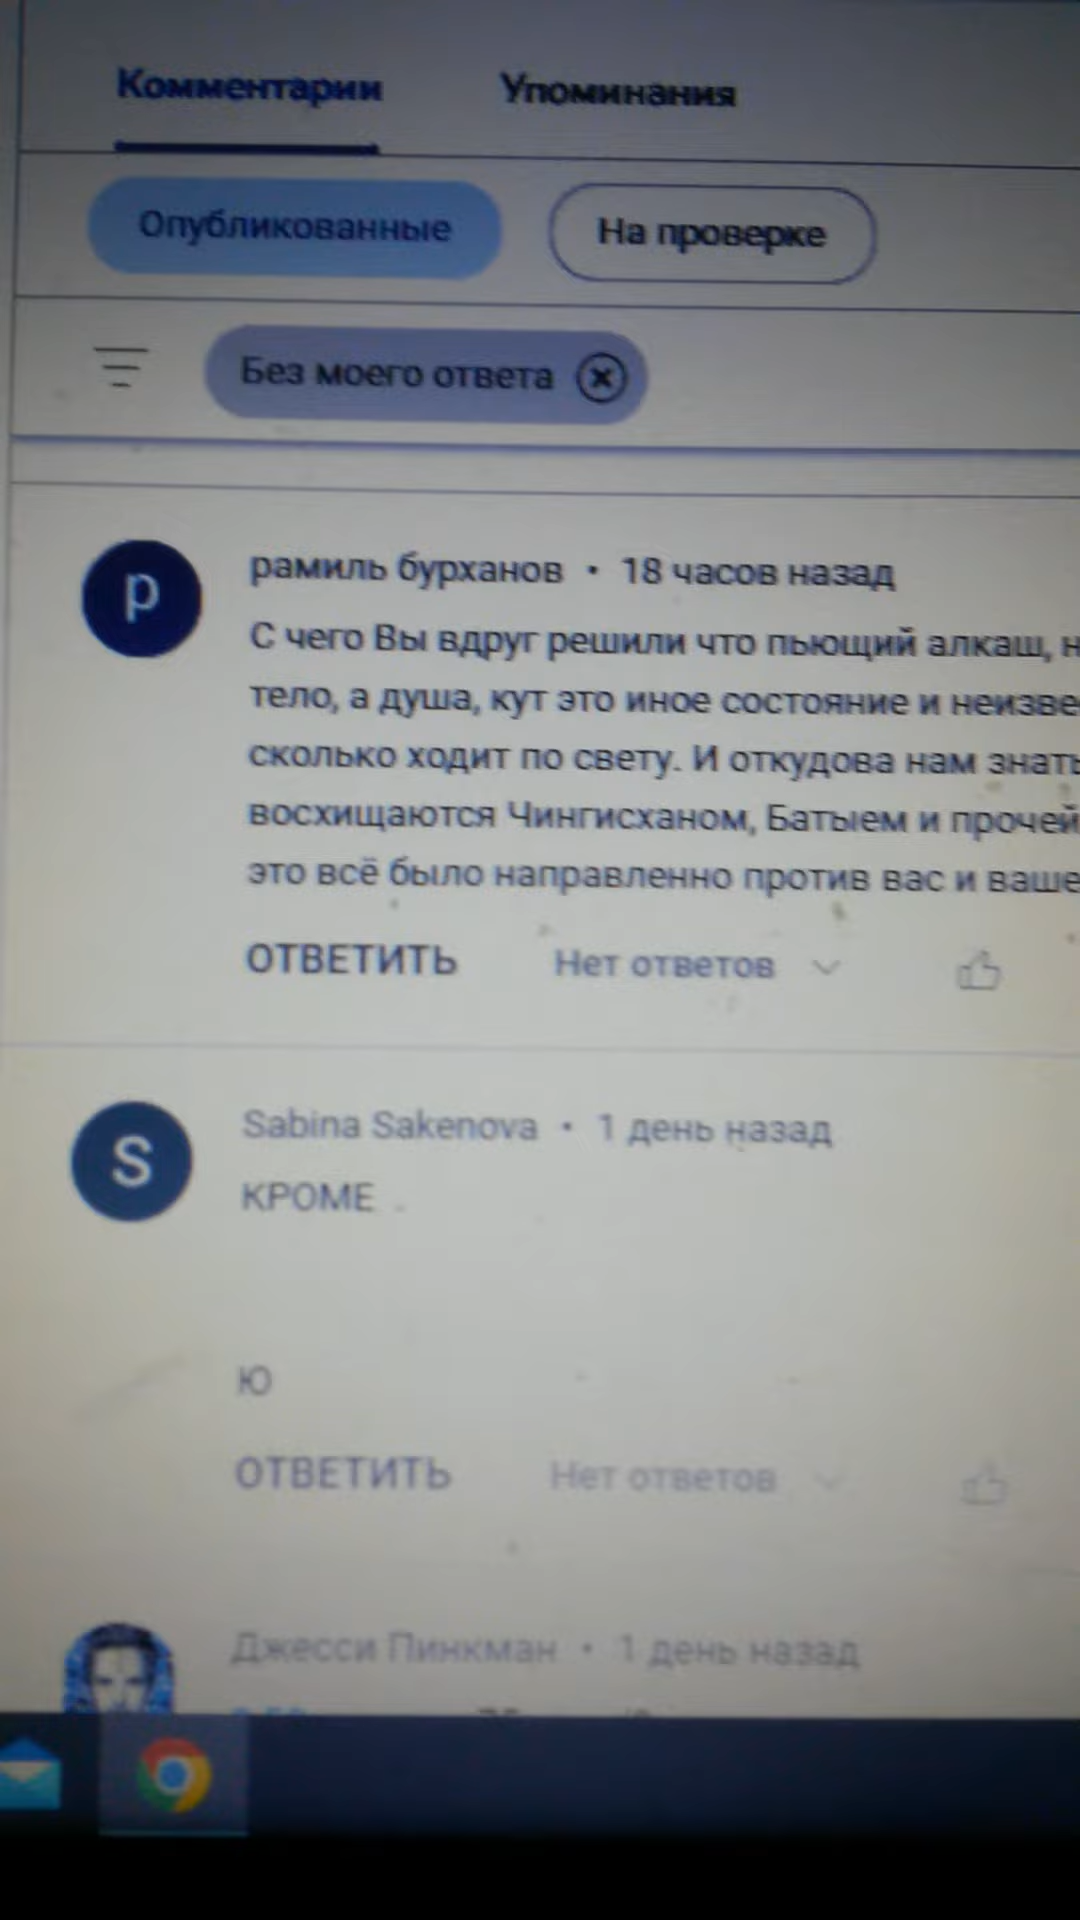 Комментарии Упоминания
Опубликованные На проверке
Без моего ответа
р
рамиль бурханов • 18 часов назад
С чего Вы вдруг решили что пьющий алкаш,
тело, а душа, кут это иное состояние и
сколько ходит по свету. И откудова нам знать
восхищаются Чингисханом, Батыем и прочей
это всё было направленно против вас и
ОТВЕТИТЬ Нет ответов
S
Sabina Sakenova • 1 день назад
КРОМЕ .
Ю
ОТВЕТИТЬ Нет ответов
Джесси Пинкман • 1 день назад